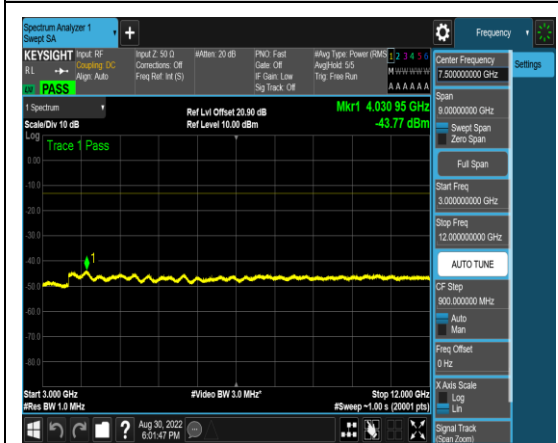 Spectrum Analyzer 1
Swept SA
Frequency
KEYSIGHT
RL
PASS
Input: RF
Coupling: DC
Align: Auto
Input Z: 50 Ω
Corrections: Off
Freq Ref: Int (S)
#Atten: 20 dB
PNO: Fast
Gate: Off
IF Gain: Low
Sig Track: Off
#Avg Type: Power (RMS
Avg|Hold: 5/5
Trig: Free Run
1 2 3 4 5 6
M W W W W W
A A A A A A
1 Spectrum
Scale/Div 10 dB
Log
Ref Lvl Offset 20.90 dB
Ref Level 10.00 dBm
Mkr1 4.030 95 GHz
-43.77 dBm
Trace 1 Pass
0.00
-10.0
-20.0
-30.0
-40.0
-50.0
-60.0
-70.0
-80.0
1
Start 3.000 GHz
#Res BW 1.0 MHz
#Video BW 3.0 MHz*
Stop 12.000 GHz
#Sweep ~1.00 s (20001 pts)
Aug 30, 2022
6:01:47 PM
Center Frequency
7.500000000 GHz
Settings
Span
9.00000000 GHz
Swept Span
Zero Span
Full Span
Start Freq
3.000000000 GHz
Stop Freq
12.000000000 GHz
AUTO TUNE
CF Step
900.000000 MHz
Auto
Man
Freq Offset
0 Hz
X Axis Scale
Log
Lin
Signal Track
(Span Zoom)